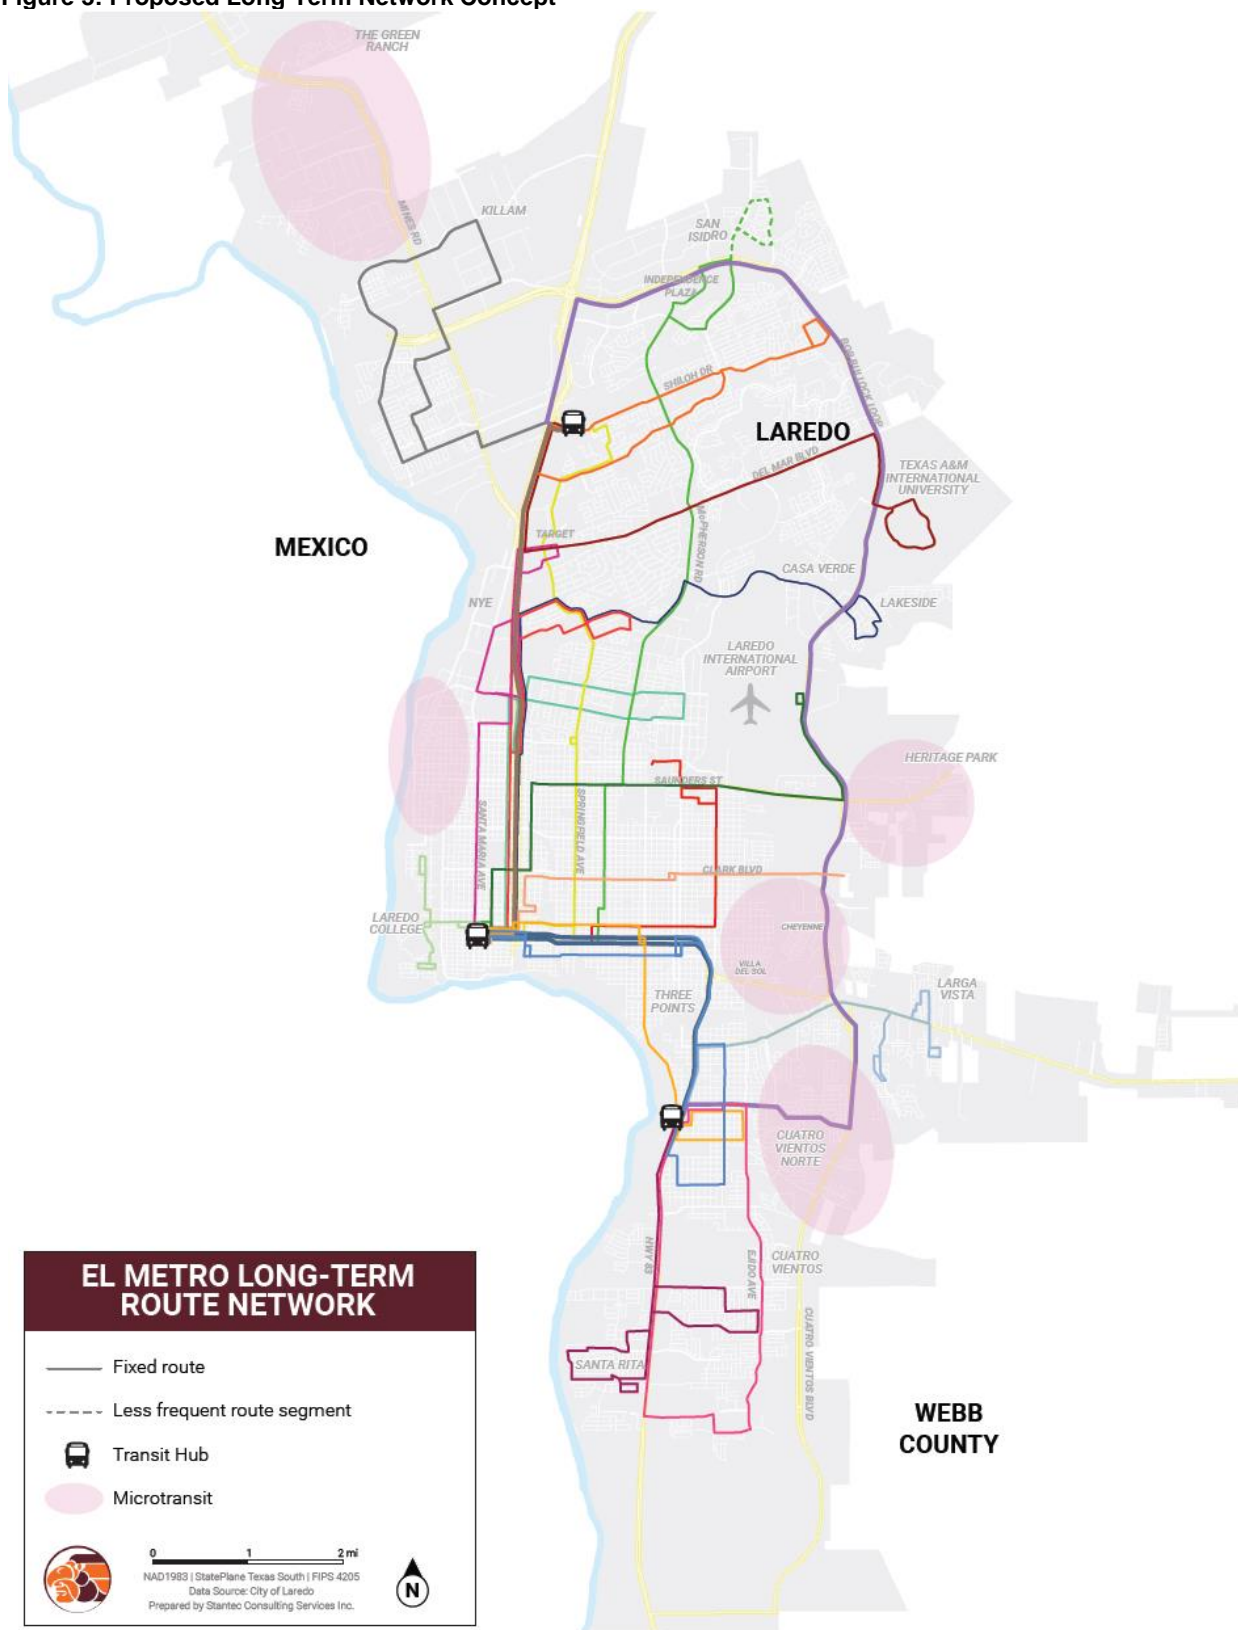 Figure 3: Proposed Long-Term Network Concept
THE GREEN
RANCH
MINES RD
KILLAM
SAN
ISIDRO
INDEPENDENCE
PLAZA
SHILOH DR
BOB BULLOCK LOOP
LAREDO
DEL MAR BLVD
TEXAS A&M
INTERNATIONAL
UNIVERSITY
MEXICO
TARGET
McPHERSON RD
CASA VERDE
NYE
LAKESIDE
LAREDO
INTERNATIONAL
AIRPORT
HERITAGE PARK
SAUNDERS ST
SANTA MARIA AVE
SPRINGFIELD AVE
CLARK BLVD
LAREDO
COLLEGE
CHEYENNE
VILLA
DEL SOL
THREE
POINTS
LARGA
VISTA
CUATRO
VIENTOS
NORTE
HWY 83
EJIDO AVE
CUATRO
VIENTOS
CUATRO VIENTOS BLVD
SANTA RITA
WEBB
COUNTY
EL METRO LONG-TERM
ROUTE NETWORK
Fixed route
Less frequent route segment
Transit Hub
Microtransit
0 1 2 mi
NAD1983 | StatePlane Texas South | FIPS 4205
Data Source: City of Laredo
Prepared by Stantec Consulting Services Inc.
N